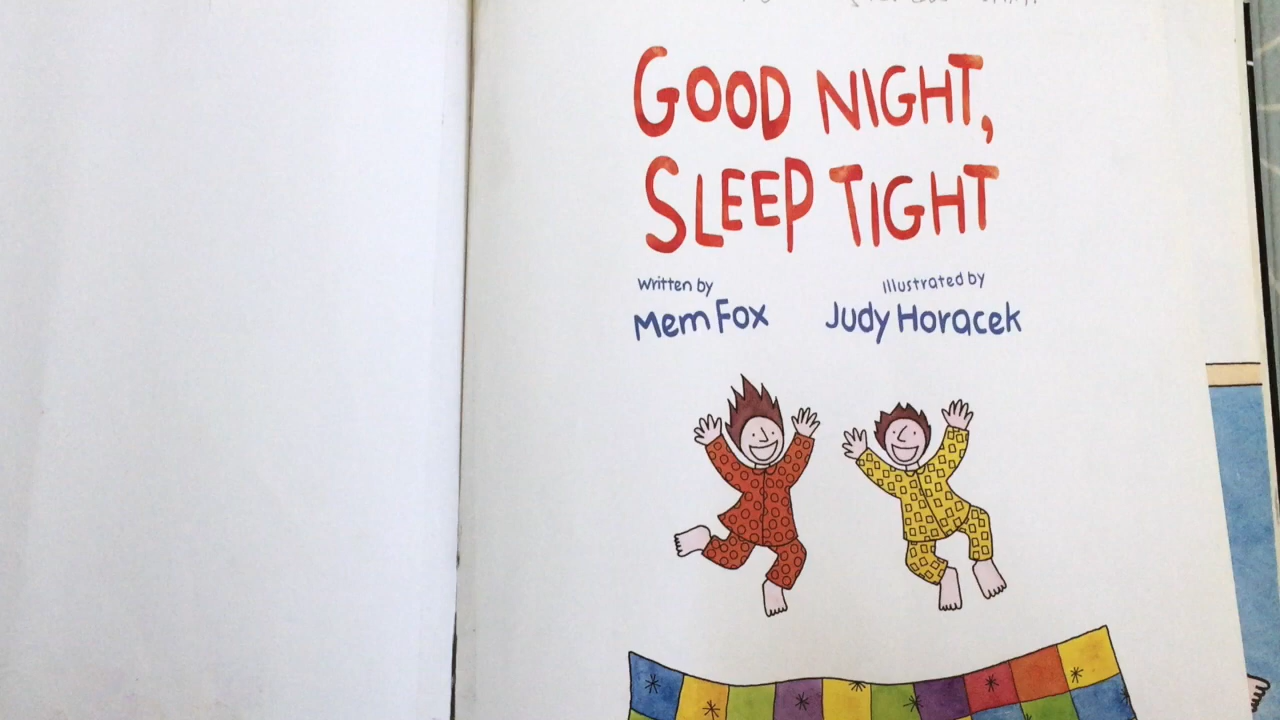 GOOD NIGHT,
SLEEP TIGHT
Written by
Mem Fox
Illustrated by
Judy Horacek